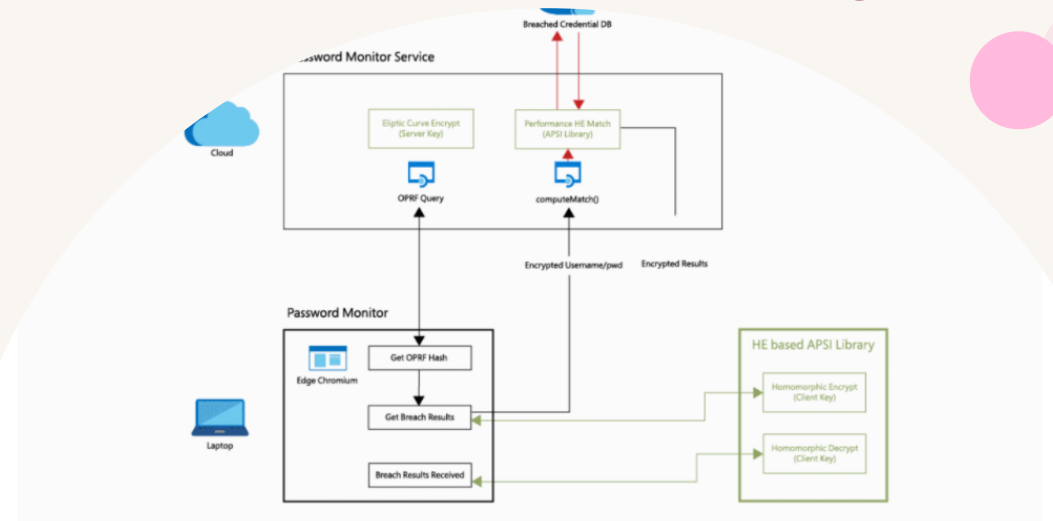 Breached Credential DB
ssword Monitor Service
Eliptic Curve Encrypt
(Server Key)
Performance HE Match
(APSI Library)
Cloud
OPRF Query
computeMatch()
Encrypted Username/pwd
Encrypted Results
Password Monitor
HE based APSI Library
Get OPRF Hash
Edge Chromium
Homomorphic Encrypt
(Client Key)
Get Breach Results
Laptop
Homomorphic Decrypt
(Client Key)
Breach Results Received